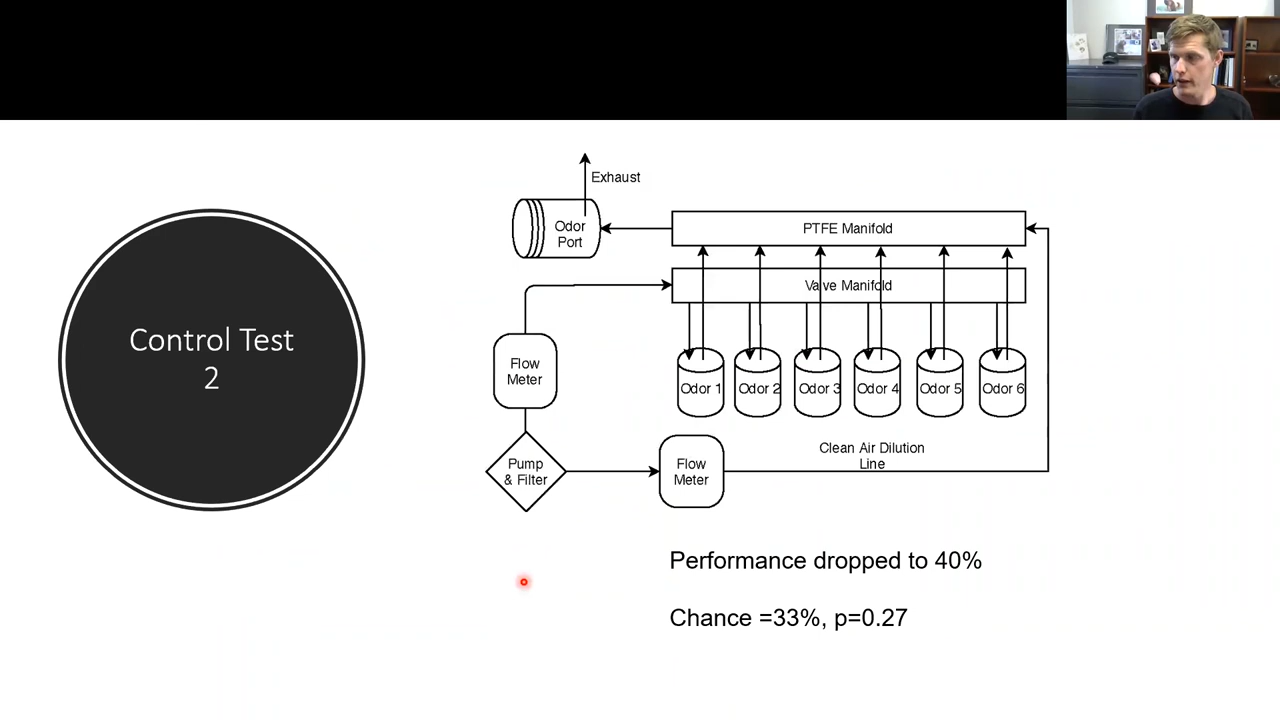 Control Test
2
Exhaust
Odor
Port
PTFE Manifold
Valve Manifold
Flow
Meter
Odor 1
Odor 2
Odor 3
Odor 4
Odor 5
Odor 6
Pump
& Filter
Flow
Meter
Clean Air Dilution
Line
Performance dropped to 40%
Chance =33%, p=0.27